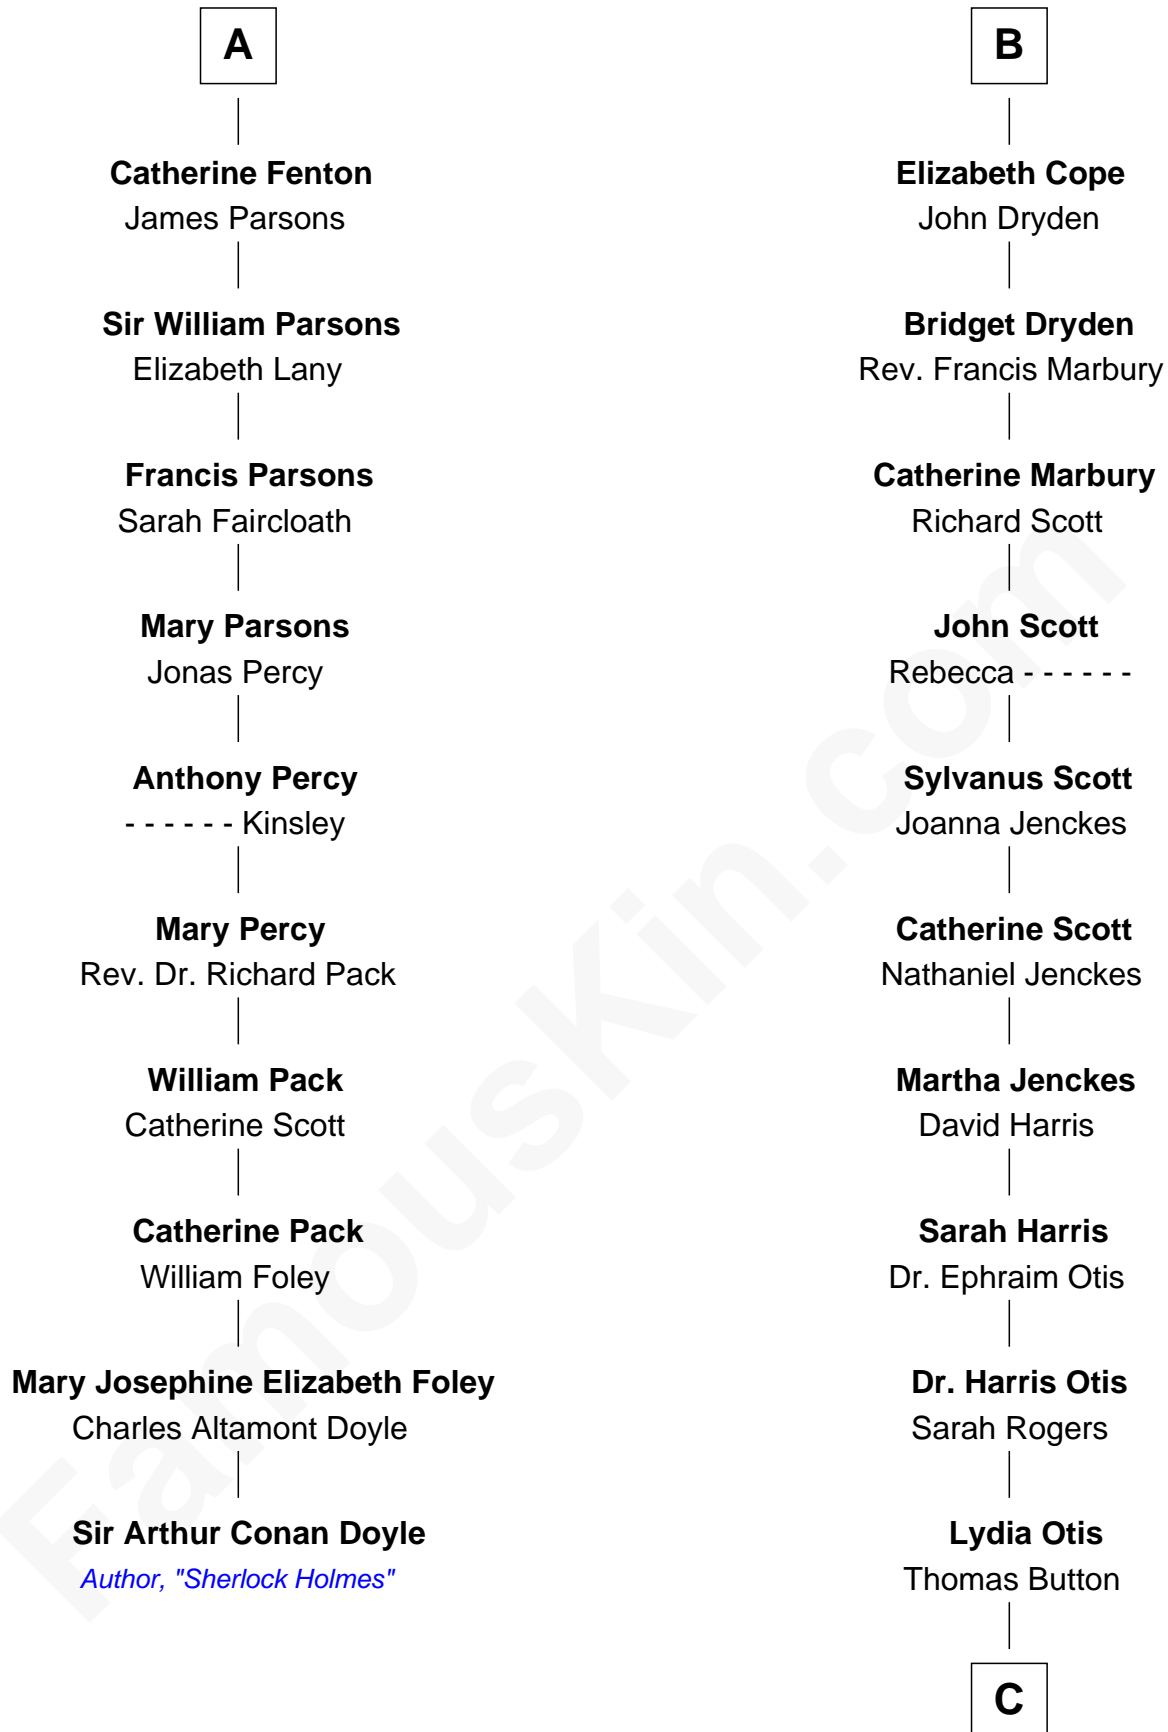 A
Catherine Fenton
James Parsons
Sir William Parsons
Elizabeth Lany
Francis Parsons
Sarah Faircloath
Mary Parsons
Jonas Percy
Anthony Percy
- - - - - - Kinsley
Mary Percy
Rev. Dr. Richard Pack
William Pack
Catherine Scott
Catherine Pack
William Foley
Mary Josephine Elizabeth Foley
Charles Altamont Doyle
Sir Arthur Conan Doyle
Author, "Sherlock Holmes"
B
Elizabeth Cope
John Dryden
Bridget Dryden
Rev. Francis Marbury
Catherine Marbury
Richard Scott
John Scott
Rebecca - - - - - -
Sylvanus Scott
Joanna Jenckes
Catherine Scott
Nathaniel Jenckes
Martha Jenckes
David Harris
Sarah Harris
Dr. Ephraim Otis
Dr. Harris Otis
Sarah Rogers
Lydia Otis
Thomas Button
C
FamousKin.com